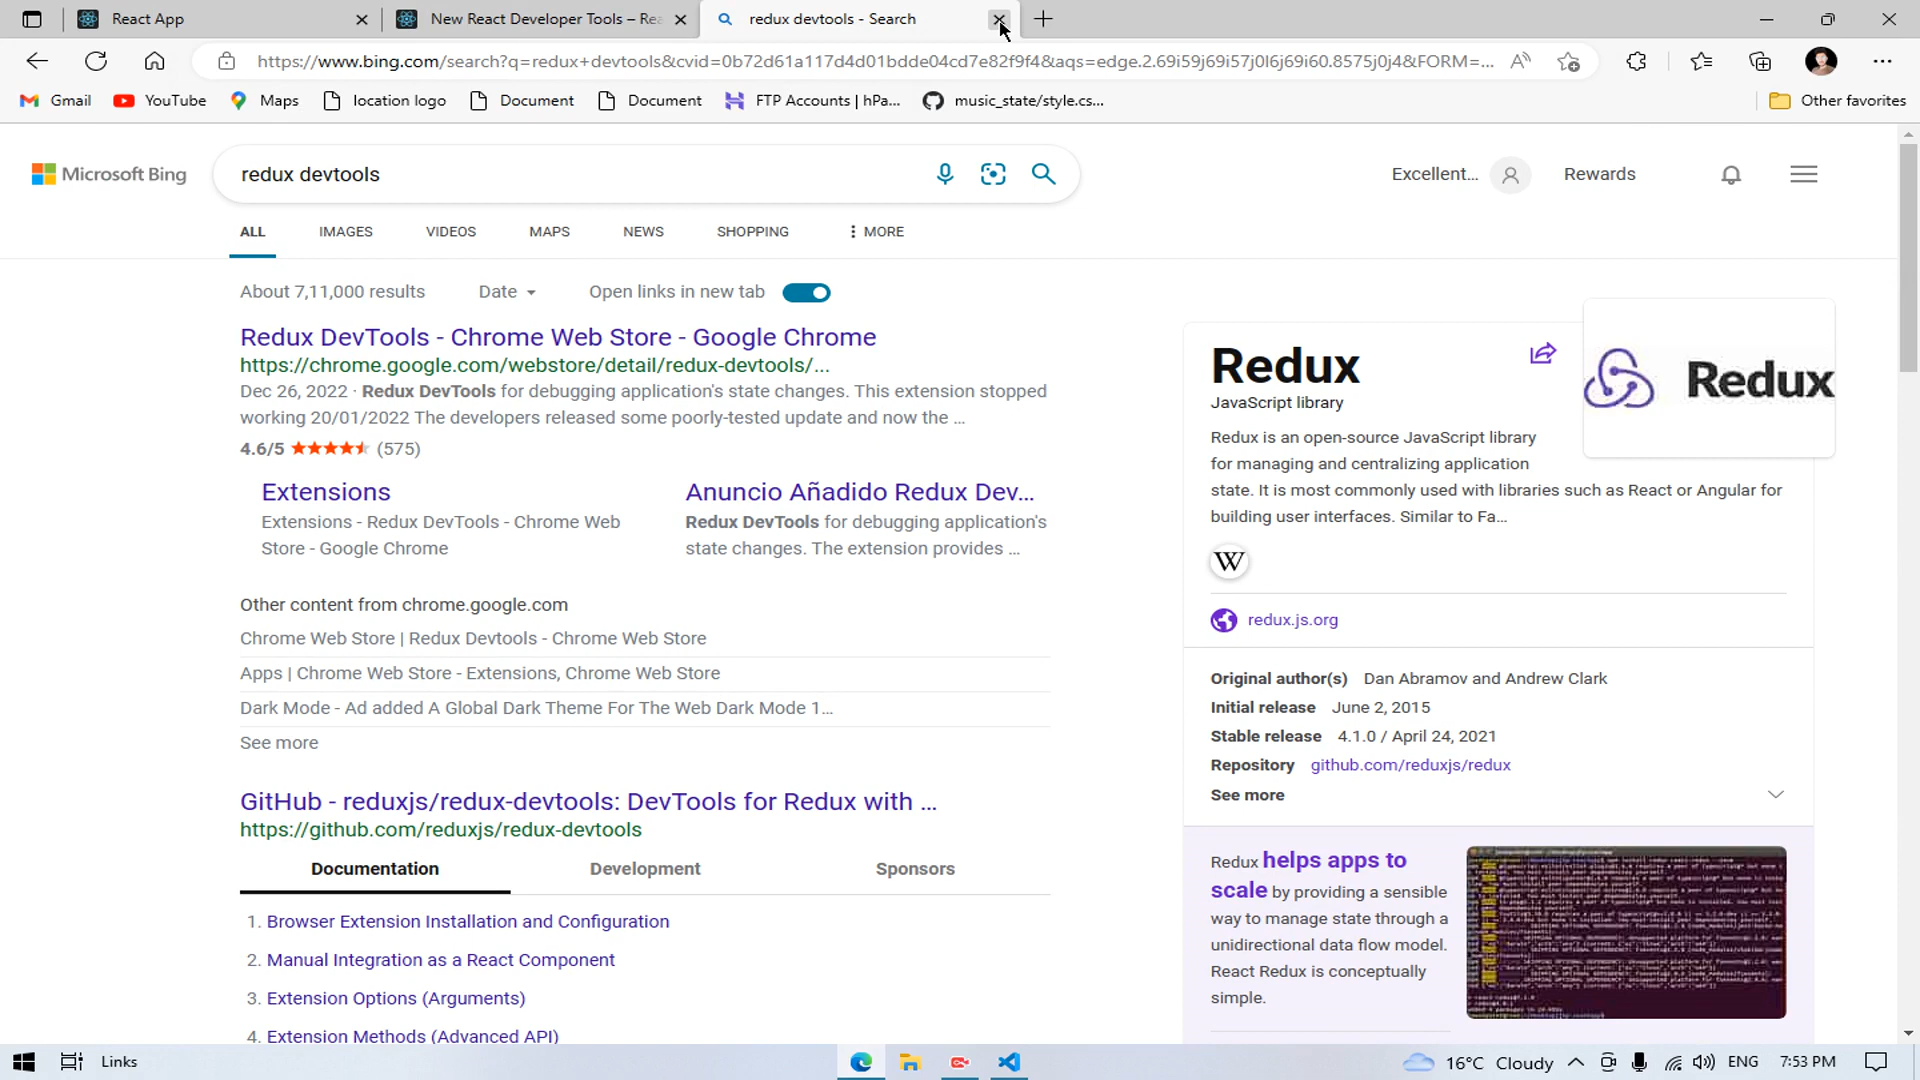 React App
New React Developer Tools – Rea
redux devtools - Search
https://www.bing.com/search?q=redux+devtools&cvid=0b72d61a117d4d01bdde04cd7e82f9f4&aqs=edge.2.69i59j69i57j0l6j69i60.8575j0j4&FORM=...
Gmail
YouTube
Maps
location logo
Document
Document
FTP Accounts | hPa...
music_state/style.cs...
Other favorites
Microsoft Bing
redux devtools
Excellent...
Rewards
ALL
IMAGES
VIDEOS
MAPS
NEWS
SHOPPING
MORE
About 7,11,000 results
Date
Open links in new tab
Redux DevTools - Chrome Web Store - Google Chrome
https://chrome.google.com/webstore/detail/redux-devtools/...
Dec 26, 2022 · Redux DevTools for debugging application's state changes. This extension stopped
working 20/01/2022 The developers released some poorly-tested update and now the ...
4.6/5 (575)
Extensions
Extensions - Redux DevTools - Chrome Web
Store - Google Chrome
Anuncio Añadido Redux Dev...
Redux DevTools for debugging application's
state changes. The extension provides ...
Other content from chrome.google.com
Chrome Web Store | Redux Devtools - Chrome Web Store
Apps | Chrome Web Store - Extensions, Chrome Web Store
Dark Mode - Ad added A Global Dark Theme For The Web Dark Mode 1...
See more
GitHub - reduxjs/redux-devtools: DevTools for Redux with ...
https://github.com/reduxjs/redux-devtools
Documentation
Development
Sponsors
1. Browser Extension Installation and Configuration
2. Manual Integration as a React Component
3. Extension Options (Arguments)
4. Extension Methods (Advanced API)
Redux
JavaScript library
Redux
Redux is an open-source JavaScript library
for managing and centralizing application
state. It is most commonly used with libraries such as React or Angular for
building user interfaces. Similar to Fa...
W
redux.js.org
Original author(s) Dan Abramov and Andrew Clark
Initial release June 2, 2015
Stable release 4.1.0 / April 24, 2021
Repository github.com/reduxjs/redux
See more
Redux helps apps to
scale by providing a sensible
way to manage state through a
unidirectional data flow model.
React Redux is conceptually
simple.
Links
16°C Cloudy
ENG
7:53 PM